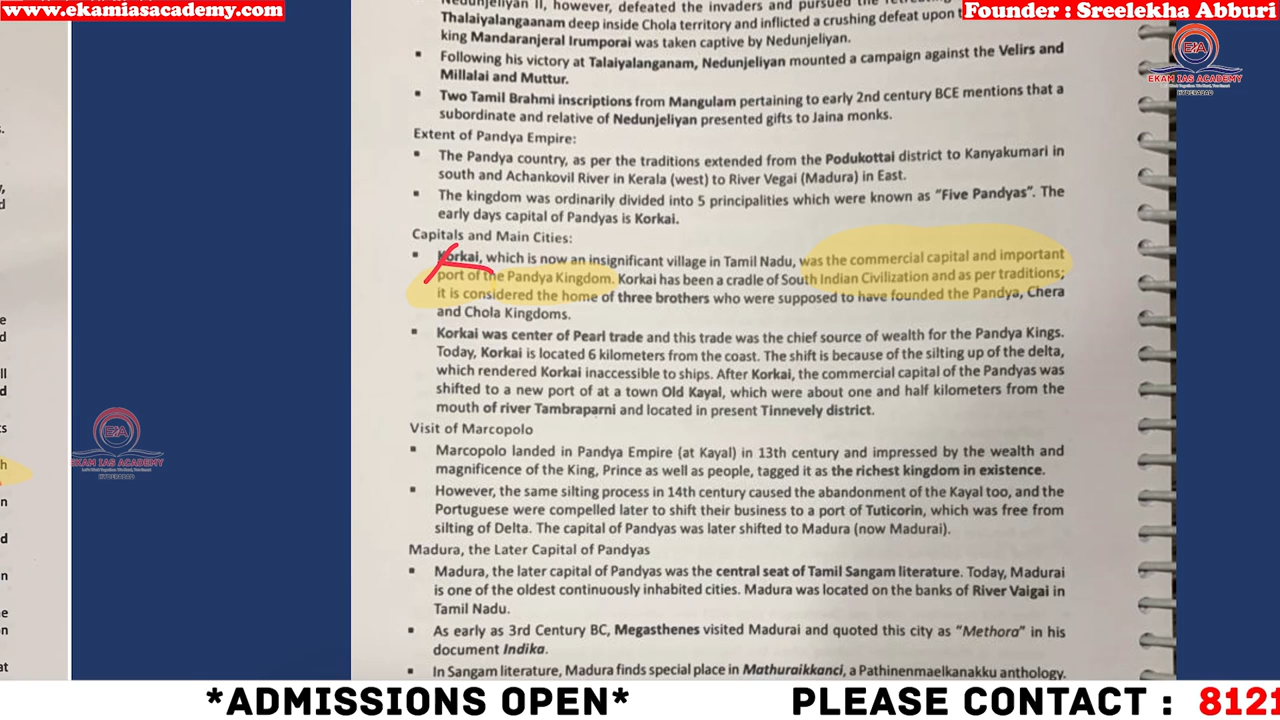 www.ekamiasacademy.com
Founder : Sreelekha Abburi
Nedunjeliyan II, however, defeated the invaders and pursued the
Thalaiyalangaanam deep inside Chola territory and inflicted a crushing defeat upon
king Mandaranjeral Irumporai was taken captive by Nedunjeliyan.
EIA
EKAM IAS ACADEMY
HYDERABAD
▪ Following his victory at Talaiyalanganam, Nedunjeliyan mounted a campaign against the Velirs and
Millalai and Muttur.
▪ Two Tamil Brahmi inscriptions from Mangulam pertaining to early 2nd century BCE mentions that a
subordinate and relative of Nedunjeliyan presented gifts to Jaina monks.
Extent of Pandya Empire:
▪ The Pandya country, as per the traditions extended from the Podukottai district to Kanyakumari in
south and Achankovil River in Kerala (west) to River Vegai (Madura) in East.
▪ The kingdom was ordinarily divided into 5 principalities which were known as “Five Pandyas”. The
early days capital of Pandyas is Korkai.
Capitals and Main Cities:
▪ Korkai, which is now an insignificant village in Tamil Nadu, was the commercial capital and important
port of the Pandya Kingdom. Korkai has been a cradle of South Indian Civilization and as per traditions;
it is considered the home of three brothers who were supposed to have founded the Pandya, Chera
and Chola Kingdoms.
▪ Korkai was center of Pearl trade and this trade was the chief source of wealth for the Pandya Kings.
Today, Korkai is located 6 kilometers from the coast. The shift is because of the silting up of the delta,
which rendered Korkai inaccessible to ships. After Korkai, the commercial capital of the Pandyas was
shifted to a new port of at a town Old Kayal, which were about one and half kilometers from the
mouth of river Tambraparni and located in present Tinnevely district.
EIA
EKAM IAS ACADEMY
HYDERABAD
Visit of Marcopolo
▪ Marcopolo landed in Pandya Empire (at Kayal) in 13th century and impressed by the wealth and
magnificence of the King, Prince as well as people, tagged it as the richest kingdom in existence.
▪ However, the same silting process in 14th century caused the abandonment of the Kayal too, and the
Portuguese were compelled later to shift their business to a port of Tuticorin, which was free from
silting of Delta. The capital of Pandyas was later shifted to Madura (now Madurai).
Madura, the Later Capital of Pandyas
▪ Madura, the later capital of Pandyas was the central seat of Tamil Sangam literature. Today, Madurai
is one of the oldest continuously inhabited cities. Madura was located on the banks of River Vaigai in
Tamil Nadu.
▪ As early as 3rd Century BC, Megasthenes visited Madurai and quoted this city as “Methora” in his
document Indika.
▪ In Sangam literature, Madura finds special place in Mathuraikkanci, a Pathinenmaelkanakku anthology.
*ADMISSIONS OPEN*
PLEASE CONTACT : 8121